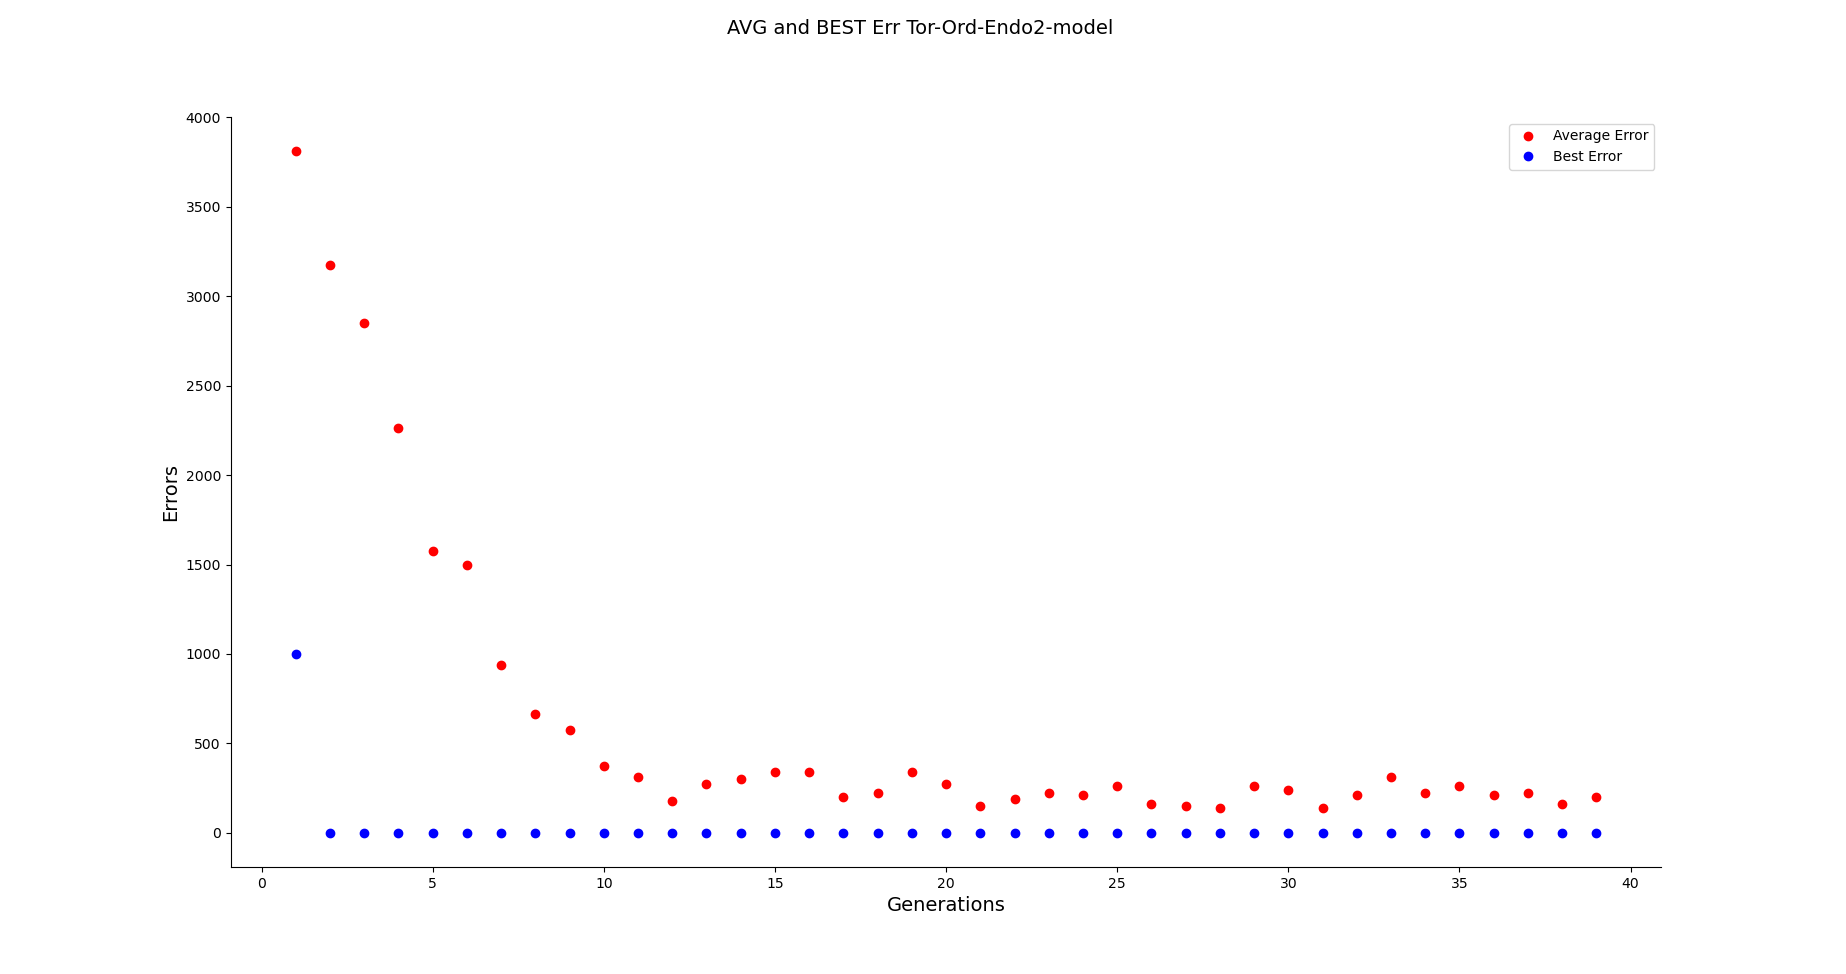 AVG and BEST Err Tor-Ord-Endo2-model
4000
3500
3000
2500
2000
1500
1000
500
0
Errors
Average Error
Best Error
0 5 10 15 20 25 30 35 40
Generations